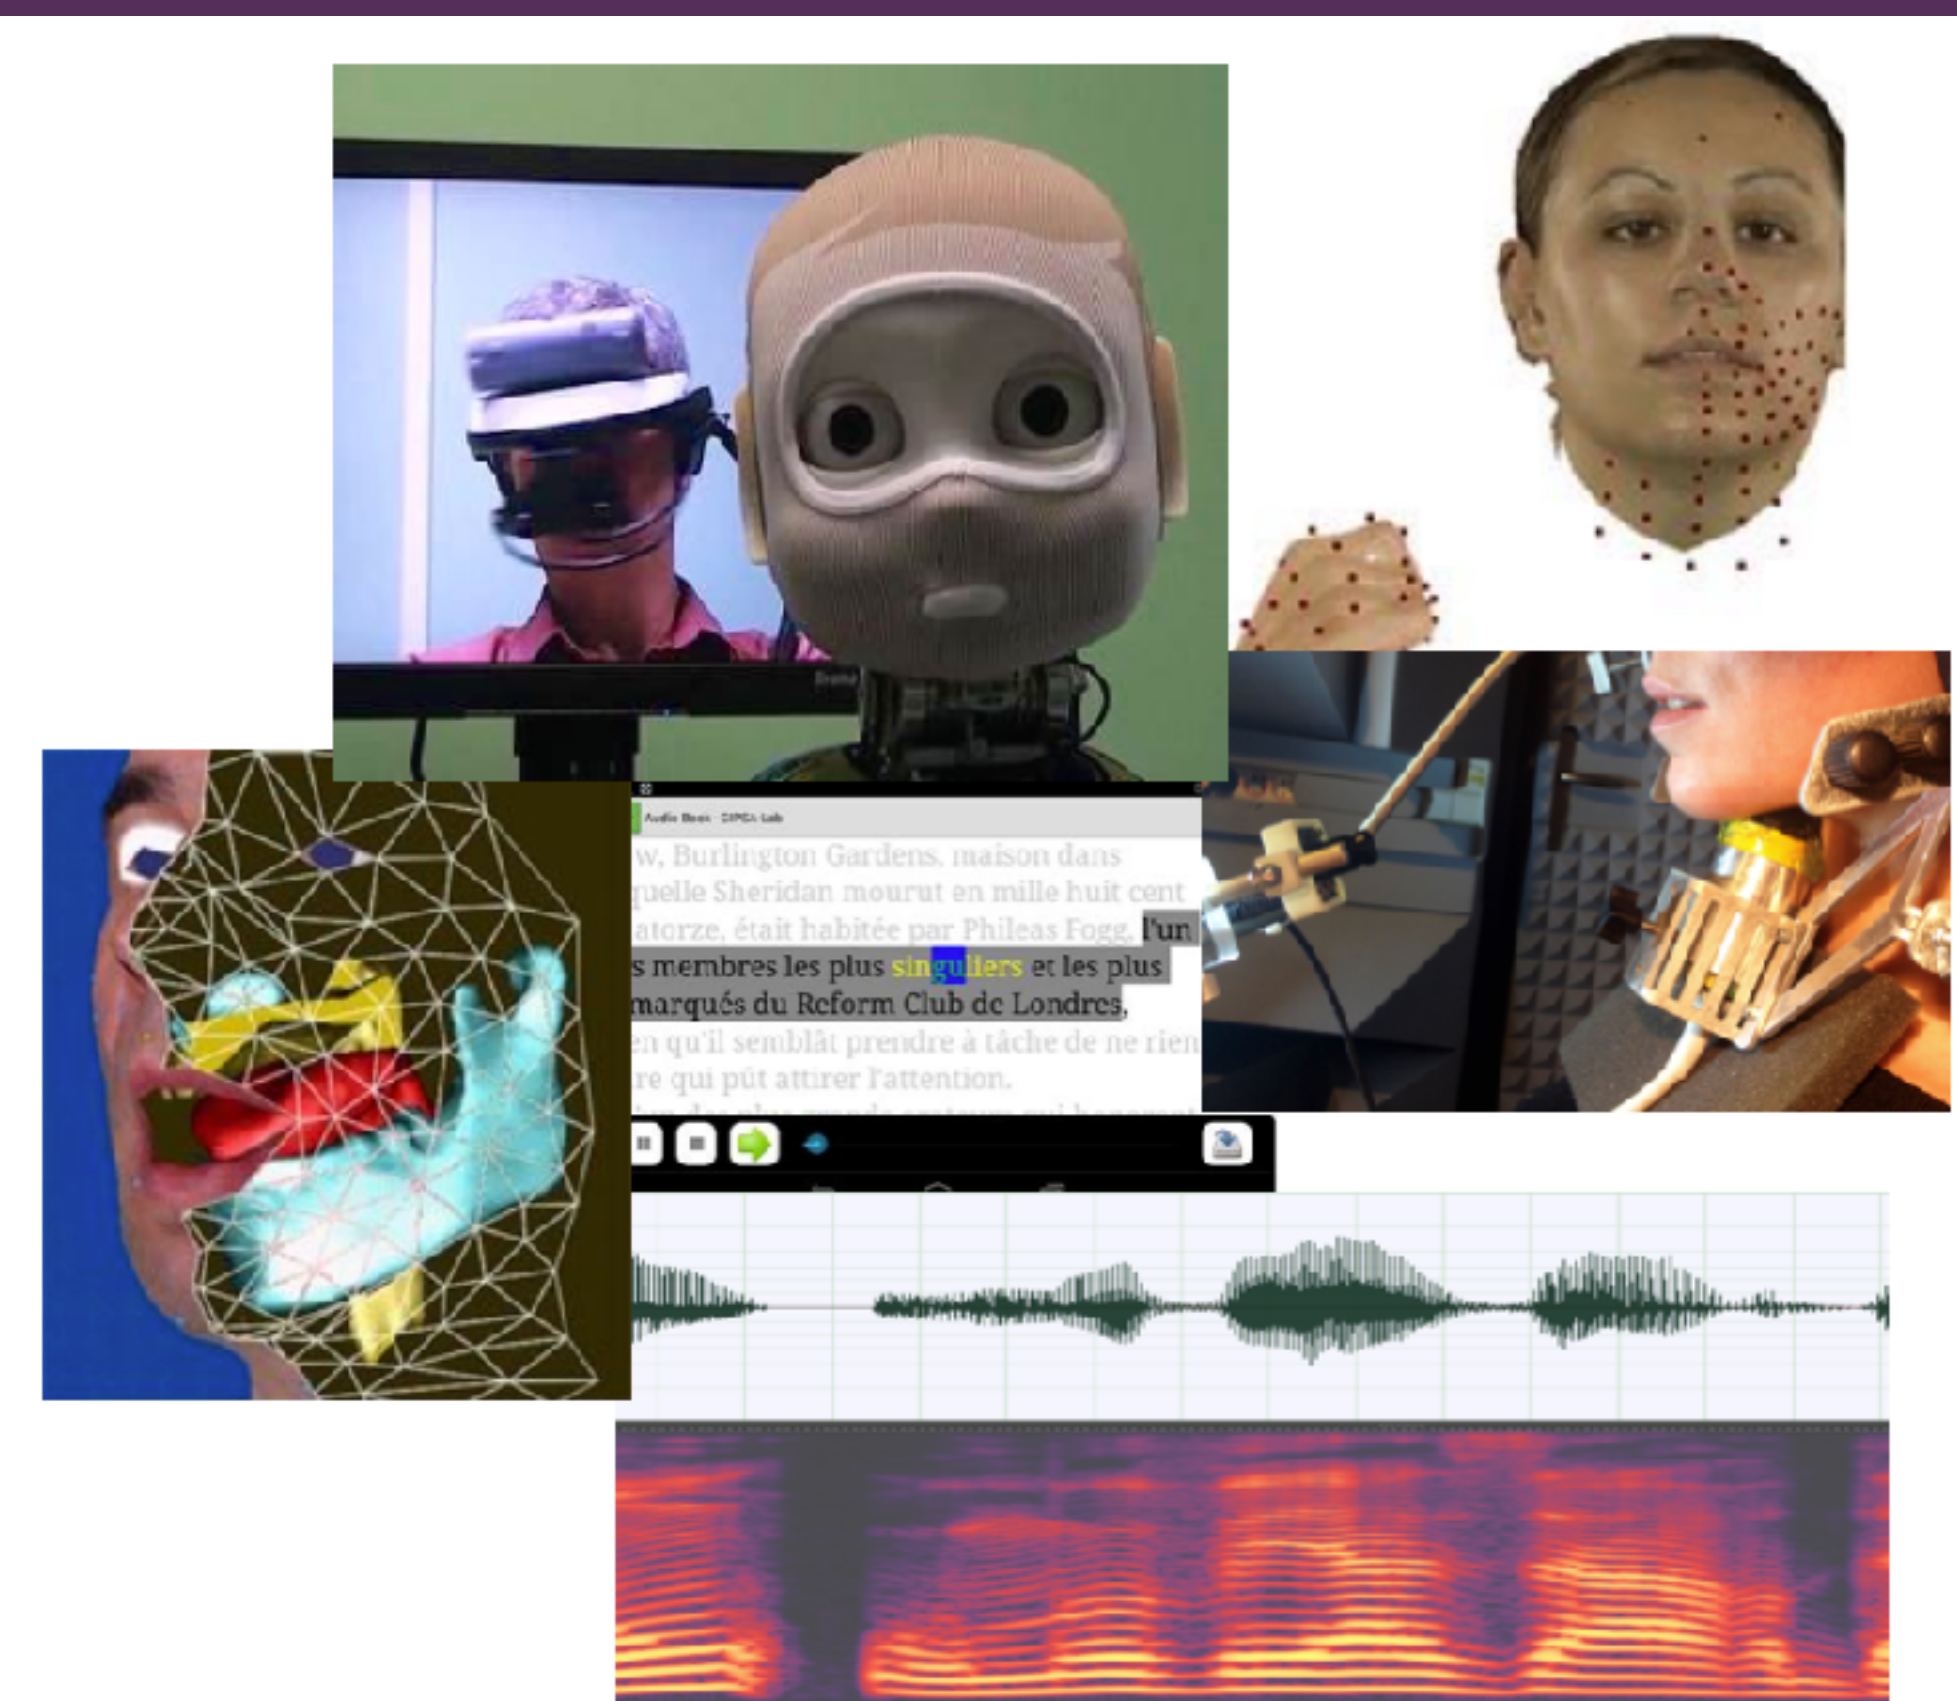 Audio Book - GIPSA-Lab
w, Burlington Gardens, maison dans
quelle Sheridan mourut en mille huit cent
atorze, était habitée par Phileas Fogg, l'un
s membres les plus singuliers et les plus
marqués du Reform Club de Londres,
en qu'il semblât prendre à tâche de ne rien
re qui pût attirer l'attention.